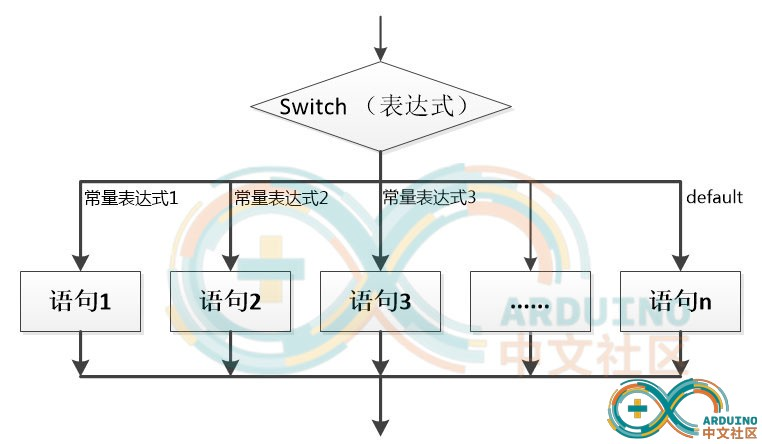 Switch （表达式）
常量表达式1
常量表达式2
常量表达式3
default
语句1
语句2
语句3
……
语句n
ARDUINO
中文社区
ARDUINO
中文社区